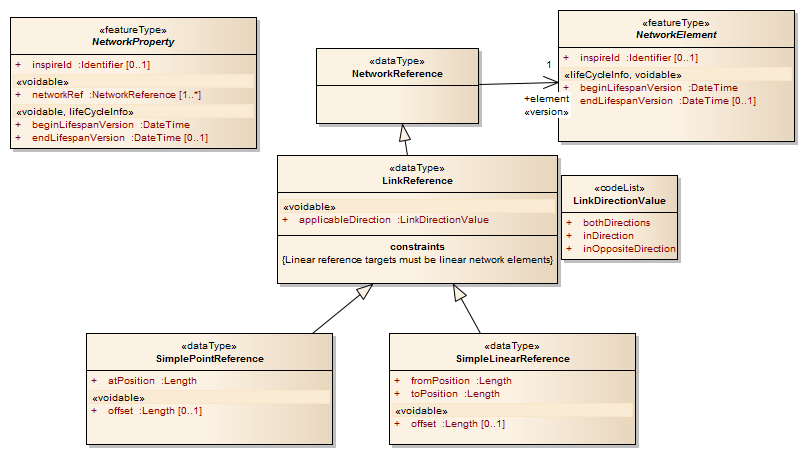 «featureType»
NetworkProperty
+ inspireId :Identifier [0..1]
«voidable»
+ networkRef :NetworkReference [1..*]
«voidable, lifeCycleInfo»
+ beginLifespanVersion :DateTime
+ endLifespanVersion :DateTime [0..1]
«dataType»
NetworkReference
1
+element
«version»
«featureType»
NetworkElement
+ inspireId :Identifier [0..1]
«lifeCycleInfo, voidable»
+ beginLifespanVersion :DateTime
endLifespanVersion :DateTime [0..1]
«dataType»
LinkReference
«voidable»
+ applicableDirection :LinkDirectionValue
constraints
{Linear reference targets must be linear network elements}
«codeList»
LinkDirectionValue
+ bothDirections
+ inDirection
+ inOppositeDirection
«dataType»
SimplePointReference
+ atPosition :Length
«voidable»
+ offset :Length [0..1]
«dataType»
SimpleLinearReference
+ fromPosition :Length
+ toPosition :Length
«voidable»
+ offset :Length [0..1]